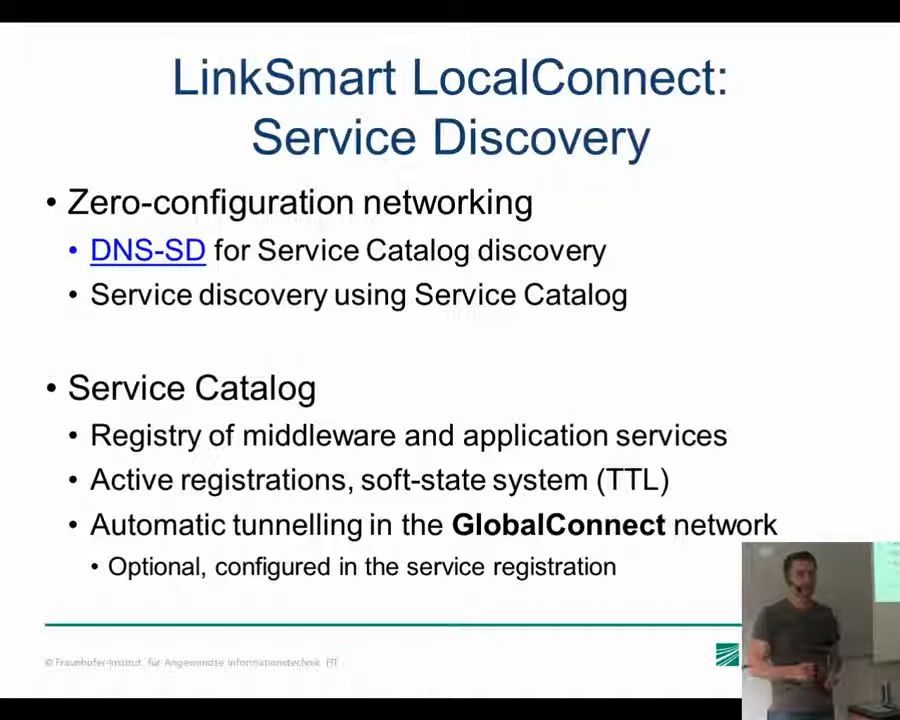 LinkSmart LocalConnect:
Service Discovery
• Zero-configuration networking
• DNS-SD for Service Catalog discovery
• Service discovery using Service Catalog
• Service Catalog
• Registry of middleware and application services
• Active registrations, soft-state system (TTL)
• Automatic tunnelling in the GlobalConnect network
• Optional, configured in the service registration
© Fraunhofer-Institut für Angewandte Informationstechnik FIT